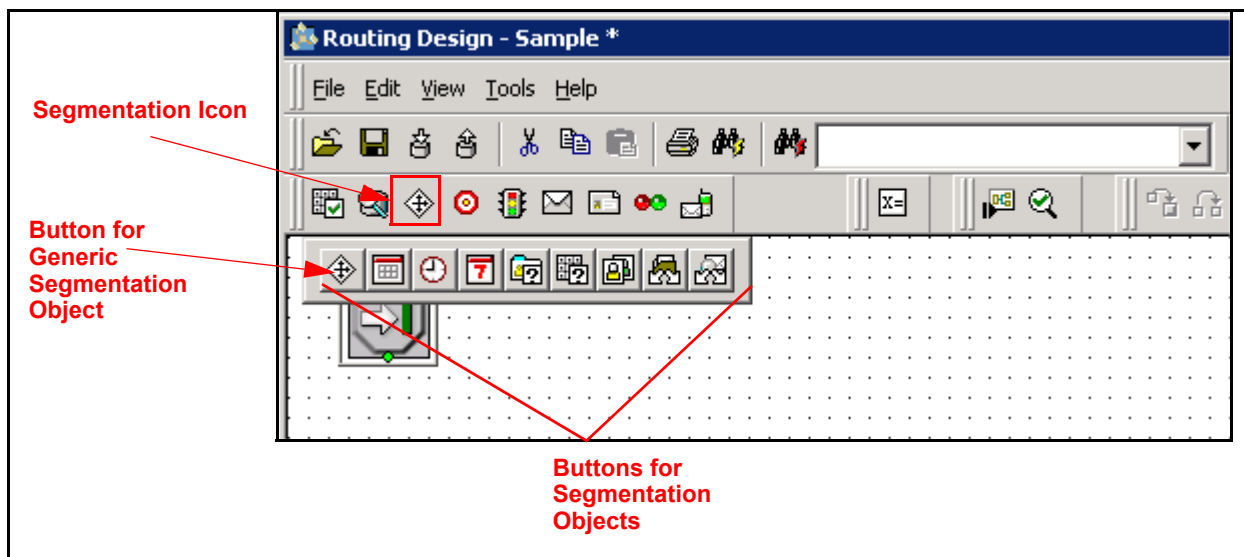 Routing Design - Sample *
File Edit View Tools Help
Segmentation Icon
X=
Button for
Generic
Segmentation
Object
7
Buttons for
Segmentation
Objects